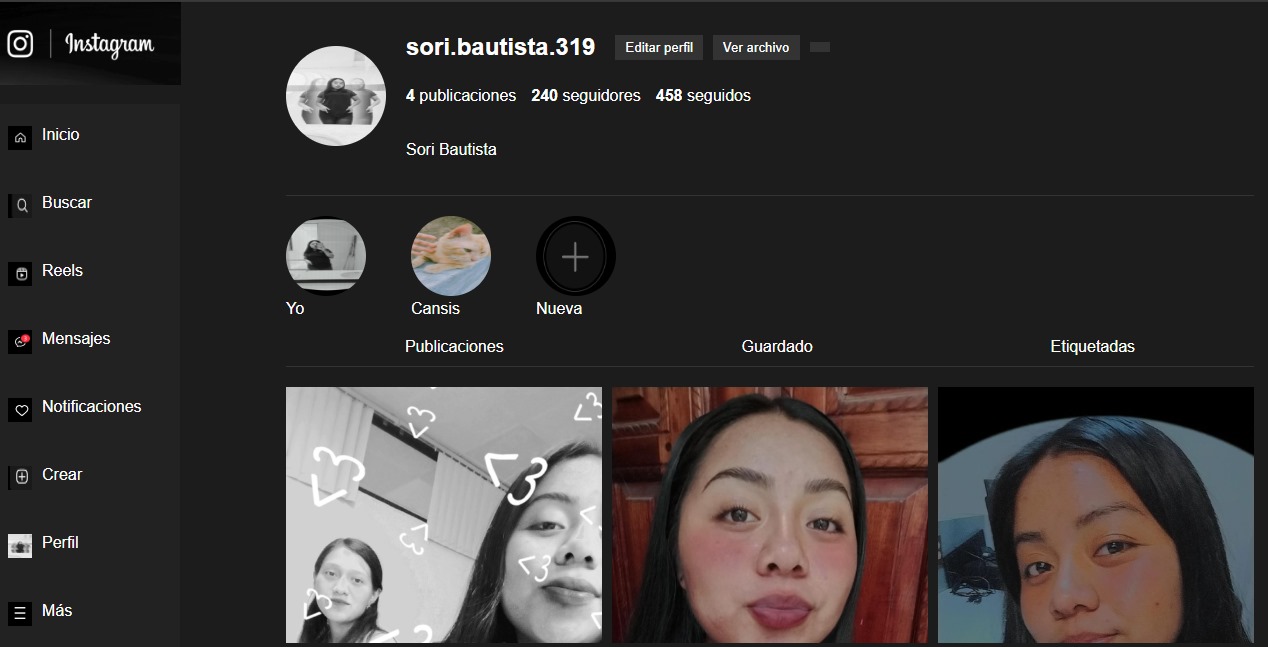 Instagram
Inicio
Buscar
Reels
Mensajes
Notificaciones
Crear
Perfil
Más
sori.bautista.319 Editar perfil Ver archivo
4 publicaciones 240 seguidores 458 seguidos
Sori Bautista
Yo Cansis Nueva
Publicaciones Guardado Etiquetadas
<3
<3
<3
<3
<3
<3
<3